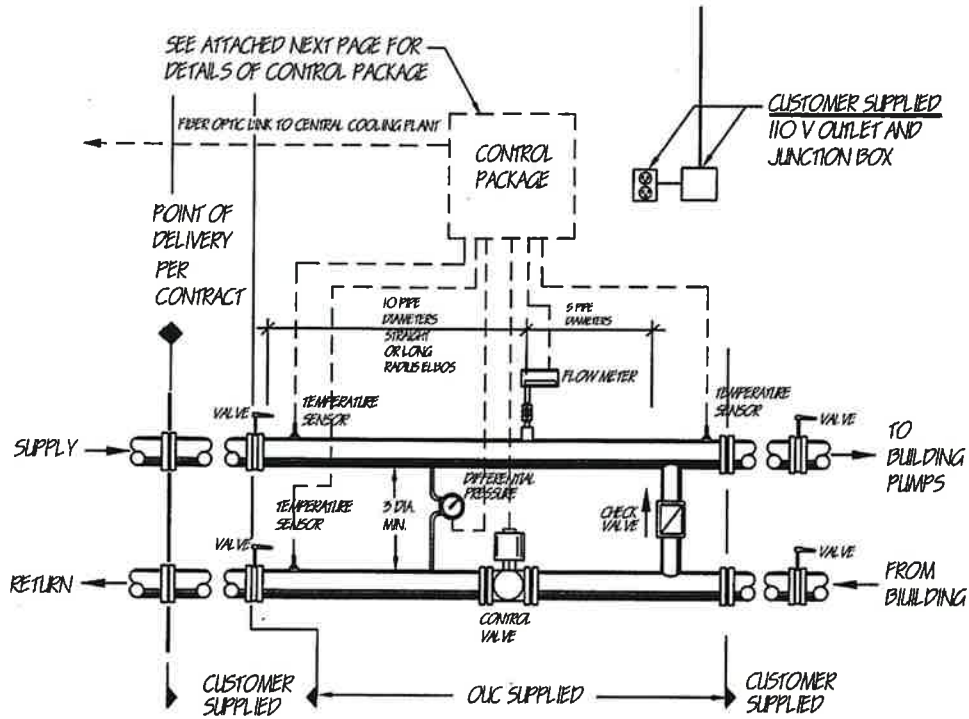 SEE ATTACHED NEXT PAGE FOR
DETAILS OF CONTROL PACKAGE
FIBER OPTIC LINK TO CENTRAL COOLING PLANT
CONTROL
PACKAGE
CUSTOMER SUPPLIED
110 V OUTLET AND
JUNCTION BOX
POINT OF
DELIVERY
PER
CONTRACT
10 PIPE
DIAMETERS
STRAIGHT
OR LONG
RADIUS ELBOS
5 PIPE
DIAMETERS
FLOW METER
VALVE
TEMPERATURE
SENSOR
TEMPERATURE
SENSOR
VALVE
SUPPLY
TO
BUILDING
PUMPS
DIFFERENTIAL
PRESSURE
3 DIA.
MIN.
TEMPERATURE
SENSOR
CHECK
VALVE
VALVE
VALVE
RETURN
FROM
BIUILDING
CONTROL
VALVE
CUSTOMER
SUPPLIED
OUC SUPPLIED
CUSTOMER
SUPPLIED